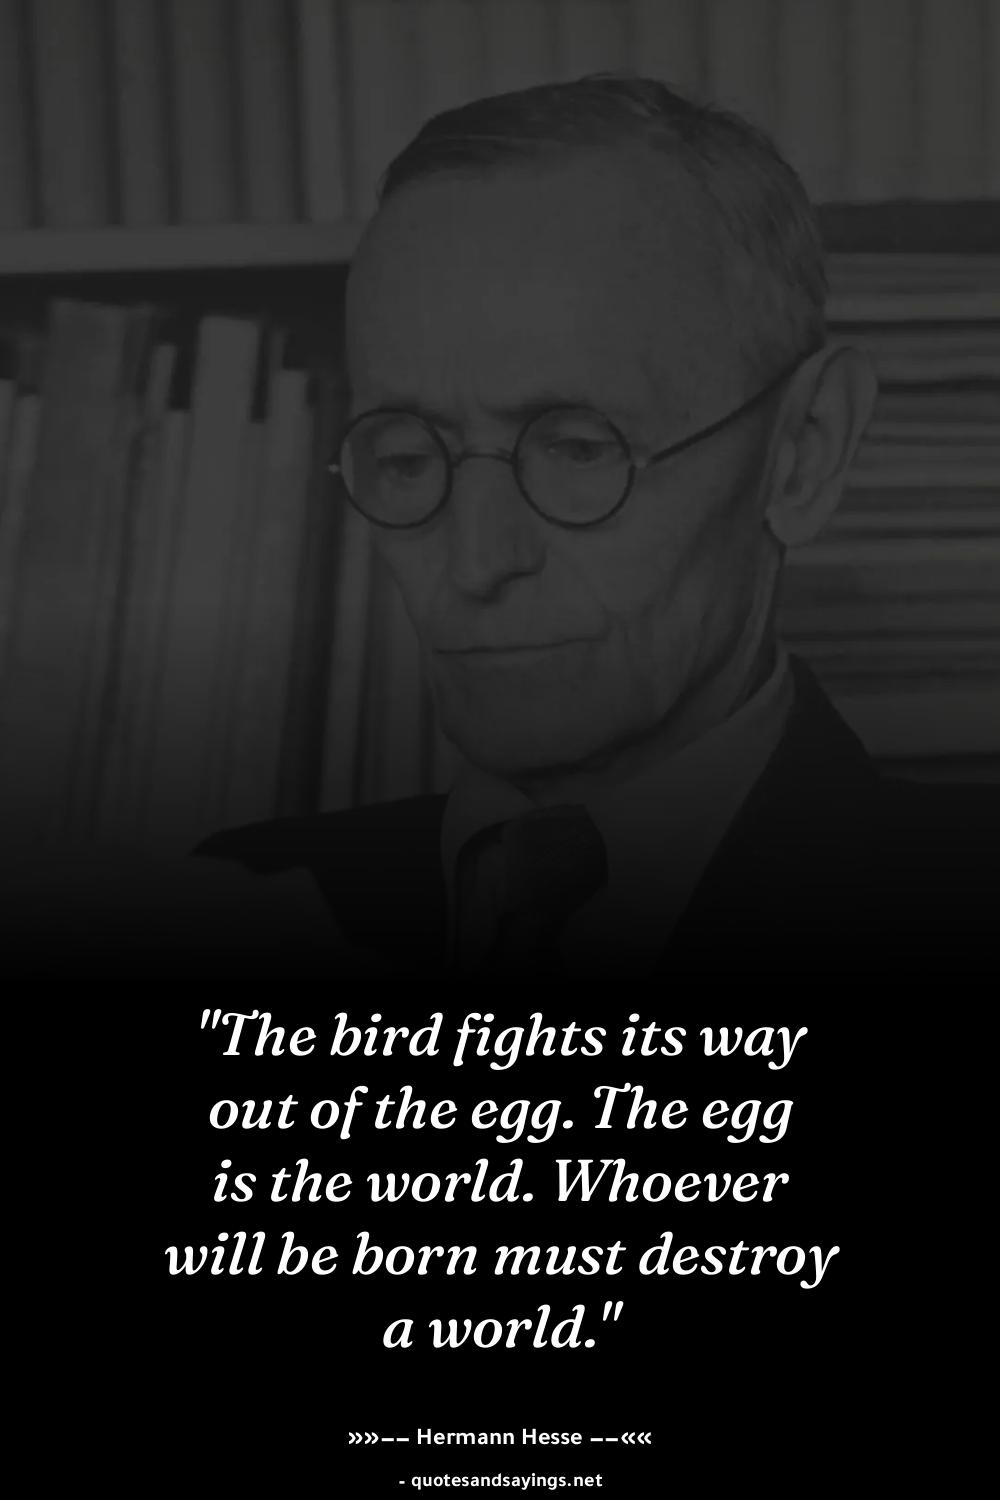 "The bird fights its way
out of the egg. The egg
is the world. Whoever
will be born must destroy
a world."
»»–– Hermann Hesse ––««
- quotesandsayings.net